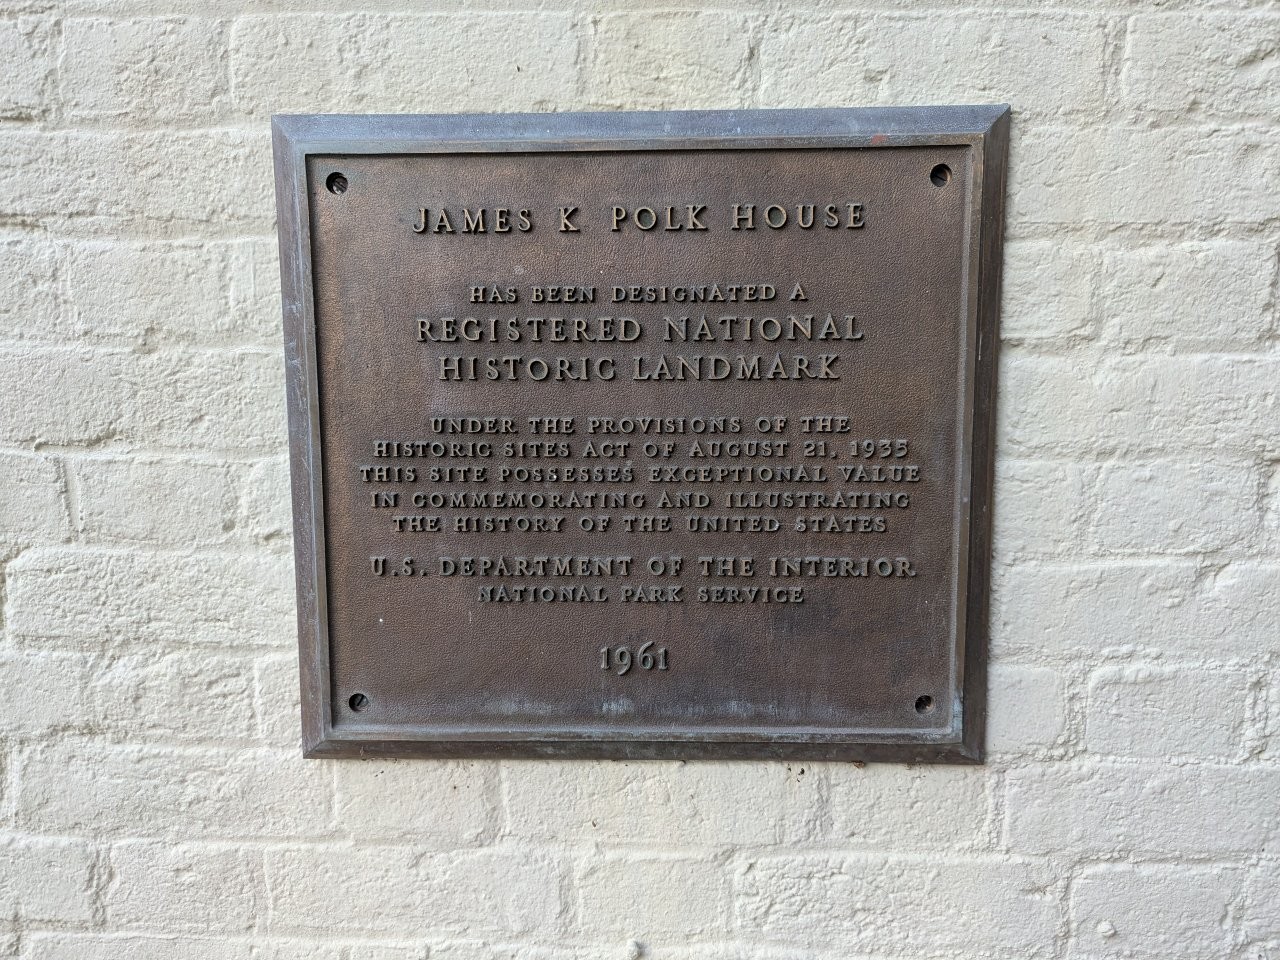 JAMES K POLK HOUSE
HAS BEEN DESIGNATED A
REGISTERED NATIONAL
HISTORIC LANDMARK
UNDER THE PROVISIONS OF THE
HISTORIC SITES ACT OF AUGUST 21, 1935
THIS SITE POSSESSES EXCEPTIONAL VALUE
IN COMMEMORATING AND ILLUSTRATING
THE HISTORY OF THE UNITED STATES
U.S. DEPARTMENT OF THE INTERIOR
NATIONAL PARK SERVICE
1961